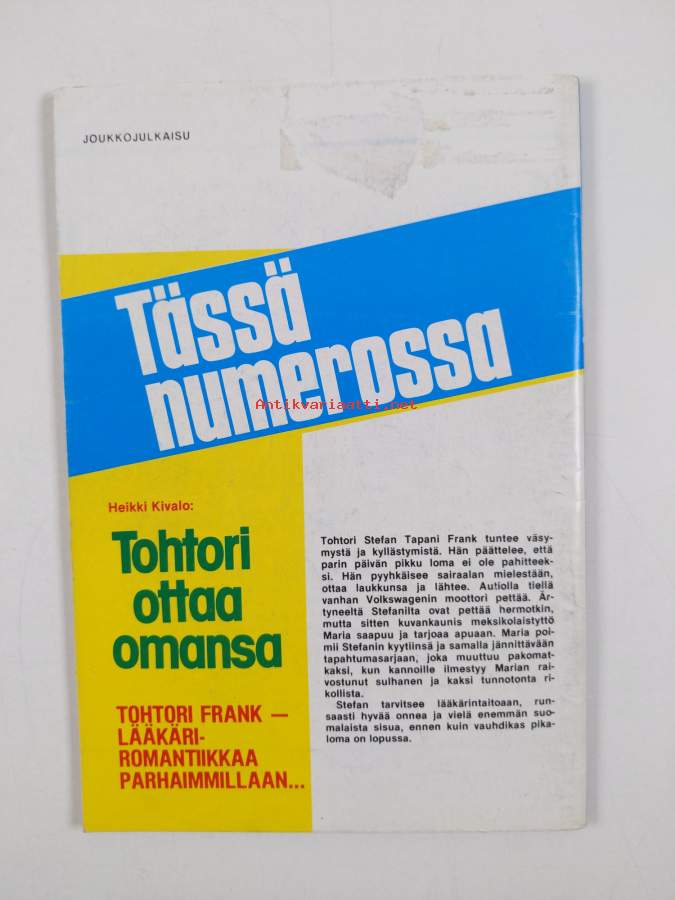 JOUKKOJULKAISU
Tässä
numerossa
Antikvariaatti.net
Heikki Kivalo:
Tohtori
ottaa
omansa
TOHTORI FRANK —
LÄÄKÄRI-
ROMANTIIKKAA
PARHAIMMILLAAN...
Tohtori Stefan Tapani Frank tuntee väsy-
mystä ja kyllästymistä. Hän päättelee, että
parin päivän pikku loma ei ole pahitteek-
si. Hän pyyhkäisee sairaalan mielestään,
ottaa laukkunsa ja lähtee. Autiolla tiellä
vanhan Volkswagenin moottori pettää. Är-
tyneeltä Stefanilta ovat pettää hermotkin,
mutta sitten kuvankaunis meksikolaistyttö
Maria saapuu ja tarjoaa apuaan. Maria poi-
mii Stefanin kyytiinsä ja samalla jännittävään
tapahtumasarjaan, joka muuttuu pakomat-
kaksi, kun kannoille ilmestyy Marian rai-
vostunut sulhanen ja kaksi tunnotonta ri-
kollista.
Stefan tarvitsee lääkärintaitoaan, run-
saasti hyvää onnea ja vielä enemmän suo-
malaista sisua, ennen kuin vauhdikas pika-
loma on lopussa.